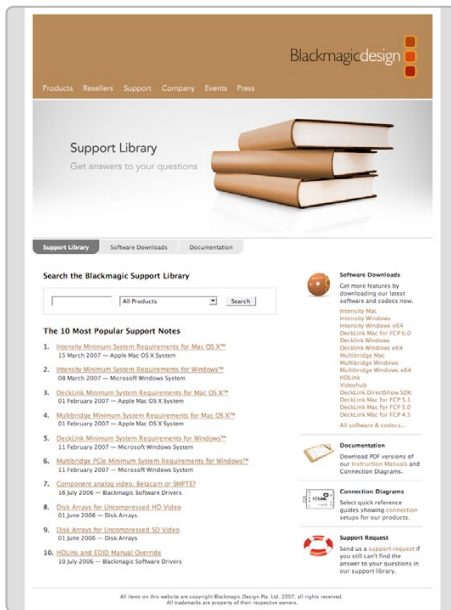 Blackmagicdesign
Products Resellers Support Company Events Press
Support Library
Get answers to your questions
Support Library Software Downloads Documentation
Search the Blackmagic Support Library
All Products Search
The 10 Most Popular Support Notes
1. Intensity Minimum System Requirements for Mac OS X™
15 March 2007 — Apple Mac OS X System
2. Intensity Minimum System Requirements for Windows™
08 March 2007 — Microsoft Windows System
3. DeckLink Minimum System Requirements for Mac OS X™
01 February 2007 — Apple Mac OS X System
4. Multibridge Minimum System Requirements for Mac OS X™
01 February 2007 — Apple Mac OS X System
5. DeckLink Minimum System Requirements for Windows™
11 February 2007 — Microsoft Windows System
6. Multibridge PCIe Minimum System Requirements for Windows™
11 February 2007 — Microsoft Windows System
7. Component analog video, Betacam or SMPTE?
16 July 2006 — Blackmagic Software Drivers
8. Disk Arrays for Uncompressed HD Video
01 June 2006 — Disk Arrays
9. Disk Arrays for Uncompressed SD Video
01 June 2006 — Disk Arrays
10. HDLink and EDID Manual Override
10 July 2006 — Blackmagic Software Drivers
Software Downloads
Get more features by
downloading our latest
software and codecs now.
Intensity Mac
Intensity Windows
Intensity Windows x64
DeckLink Mac for FCP 6.0
Decklink Windows
DeckLink Windows x64
Multibridge Mac
Multibridge Windows
Multibridge Windows x64
HDLink
Videohub
DeckLink DirectShow SDK
DeckLink Mac for FCP 5.1
DeckLink Mac for FCP 5.0
DeckLink Mac for FCP 4.5
All software & codecs...
Documentation
Download PDF versions of
our Instruction Manuals and
Connection Diagrams.
Connection Diagrams
Select quick reference
guides showing connection
setups for our products.
Support Request
Send us a support request if
you still can't find the
answer to your questions in
our support library.
All items on this website are copyright Blackmagic Design Pty. Ltd. 2007, all rights reserved.
All trademarks are property of their respective owners.